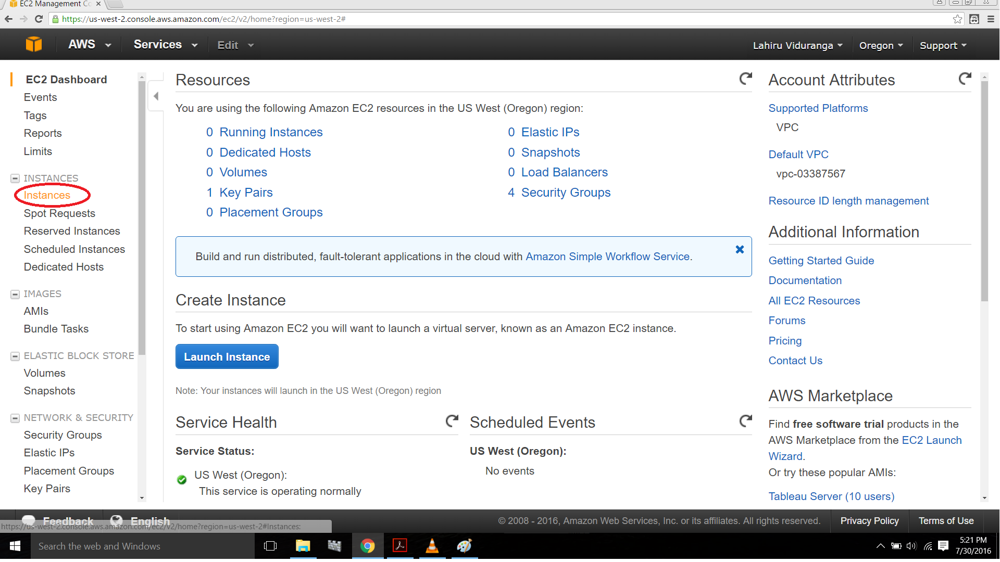 EC2 Management Co
https://us-west-2.console.aws.amazon.com/ec2/v2/home?region=us-west-2#
AWS Services Edit Lahiru Viduranga Oregon Support
EC2 Dashboard
Events
Tags
Reports
Limits
INSTANCES
Instances
Spot Requests
Reserved Instances
Scheduled Instances
Dedicated Hosts
IMAGES
AMIs
Bundle Tasks
ELASTIC BLOCK STORE
Volumes
Snapshots
NETWORK & SECURITY
Security Groups
Elastic IPs
Placement Groups
Key Pairs
Resources
You are using the following Amazon EC2 resources in the US West (Oregon) region:
0 Running Instances
0 Dedicated Hosts
0 Volumes
1 Key Pairs
0 Placement Groups
0 Elastic IPs
0 Snapshots
0 Load Balancers
4 Security Groups
Build and run distributed, fault-tolerant applications in the cloud with Amazon Simple Workflow Service.
Create Instance
To start using Amazon EC2 you will want to launch a virtual server, known as an Amazon EC2 instance.
Launch Instance
Note: Your instances will launch in the US West (Oregon) region
Service Health
Service Status:
US West (Oregon):
This service is operating normally
Scheduled Events
US West (Oregon):
No events
Account Attributes
Supported Platforms
VPC
Default VPC
vpc-03387567
Resource ID length management
Additional Information
Getting Started Guide
Documentation
All EC2 Resources
Forums
Pricing
Contact Us
AWS Marketplace
Find free software trial products in the
AWS Marketplace from the EC2 Launch
Wizard.
Or try these popular AMIs:
Tableau Server (10 users)
Feedback English © 2008 - 2016, Amazon Web Services, Inc. or its affiliates. All rights reserved. Privacy Policy Terms of Use
https://us-west-2.console.aws.amazon.com/ec2/v2/home?region=us-west-2#Instances:
Search the web and Windows
5:21 PM
7/30/2016